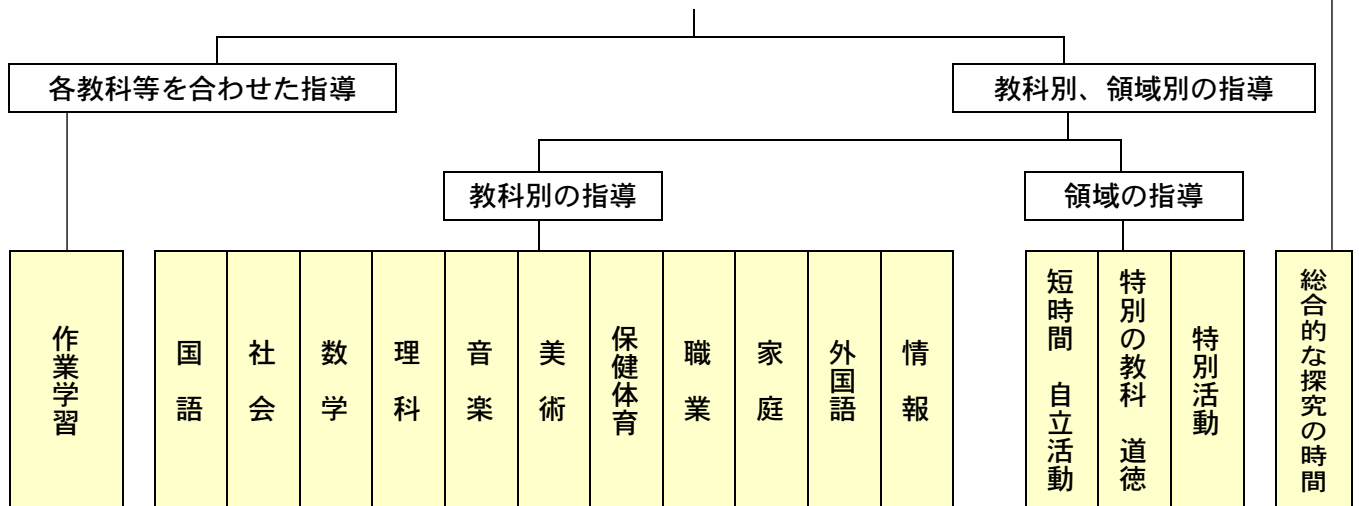 各教科等を合わせた指導
教科別、領域別の指導
教科別の指導
領域の指導
作業学習
国語
社会
数学
理科
音楽
美術
保健体育
職業
家庭
外国語
情報
短時間 自立活動
特別の教科 道徳
特別活動
総合的な探究の時間